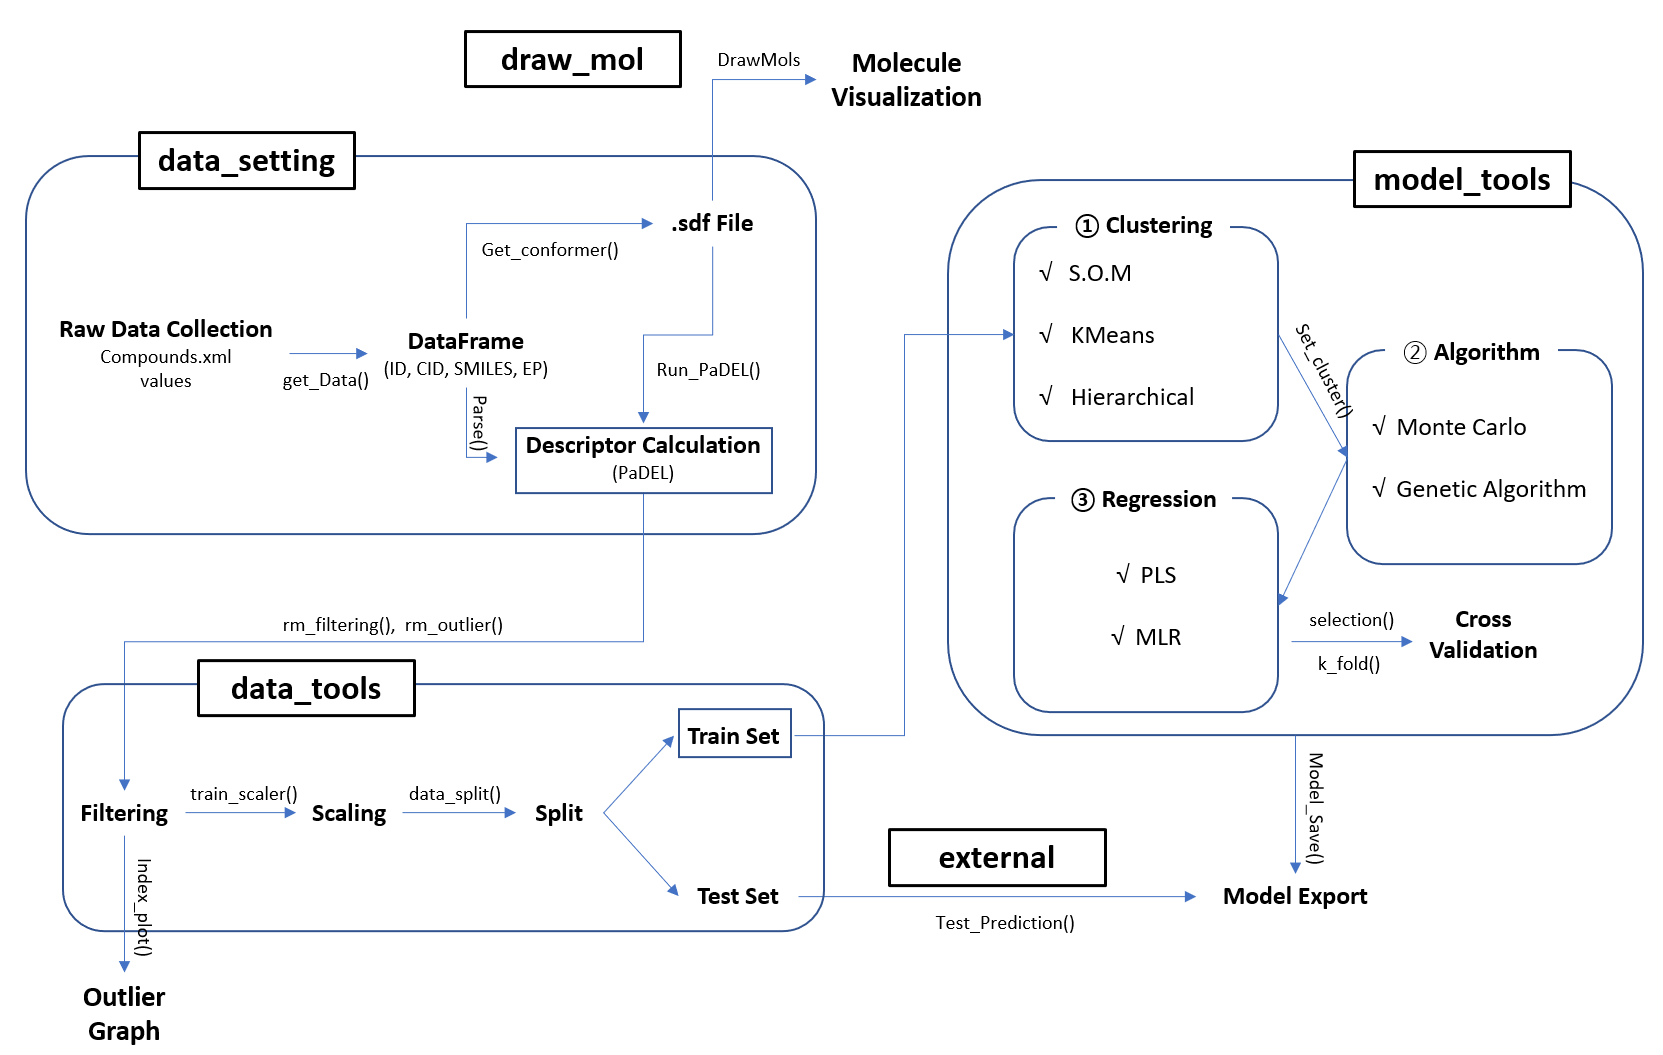 draw_mol
DrawMols
Molecule
Visualization
data_setting
.sdf File
Get_conformer()
Raw Data Collection
Compounds.xml
values
get_Data()
DataFrame
(ID, CID, SMILES, EP)
Parse()
Run_PaDEL()
Descriptor Calculation
(PaDEL)
rm_filtering(), rm_outlier()
data_tools
Filtering
train_scaler()
Scaling
data_split()
Split
Train Set
Test Set
Index_plot()
Outlier
Graph
model_tools
① Clustering
√ S.O.M
√ KMeans
√ Hierarchical
Set_cluster()
② Algorithm
√ Monte Carlo
√ Genetic Algorithm
③ Regression
√ PLS
√ MLR
selection()
k_fold()
Cross
Validation
Model_Save()
external
Test_Prediction()
Model Export